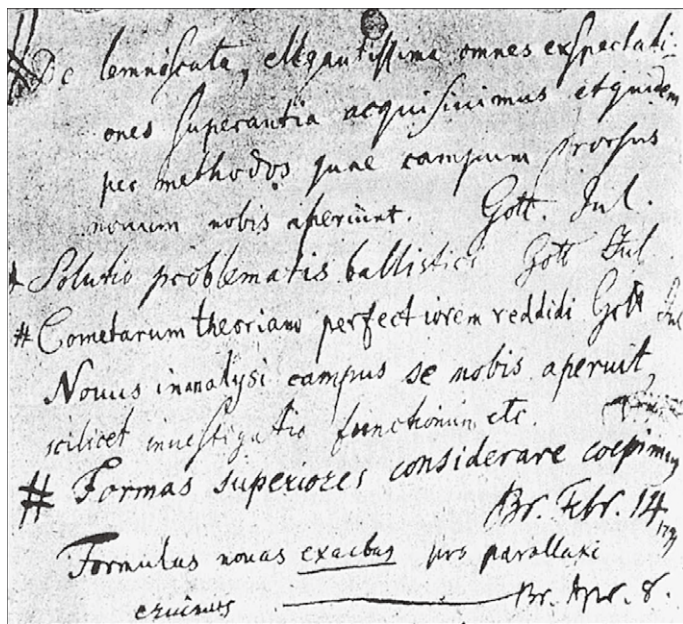 # De lemniscata, elegantissima omnes exspectati-
ones superantia acquisivimus et quidem
per methodos quae campum prorsus
novum nobis aperiunt. Gott. Jul.
Solutio problematis ballistici Gott Jul
# Cometarum theoriam perfectiorem reddidi Gott Jul
Novus in analysi campus se nobis aperuit,
scilicet investigatio functionum etc.
# Formas superiores considerare coepimus
Br. Febr. 14
Formulas novas exactas pro parallaxi
eruimus Br. Apr. 8.